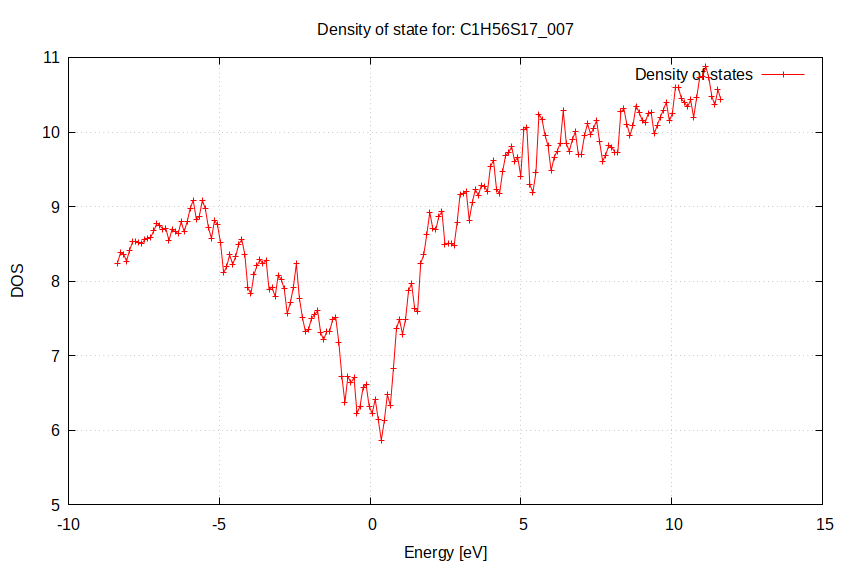 Density of state for: C1H56S17_007
Density of states
11
10
9
8
7
6
5
DOS
-10 -5 0 5 10 15
Energy [eV]